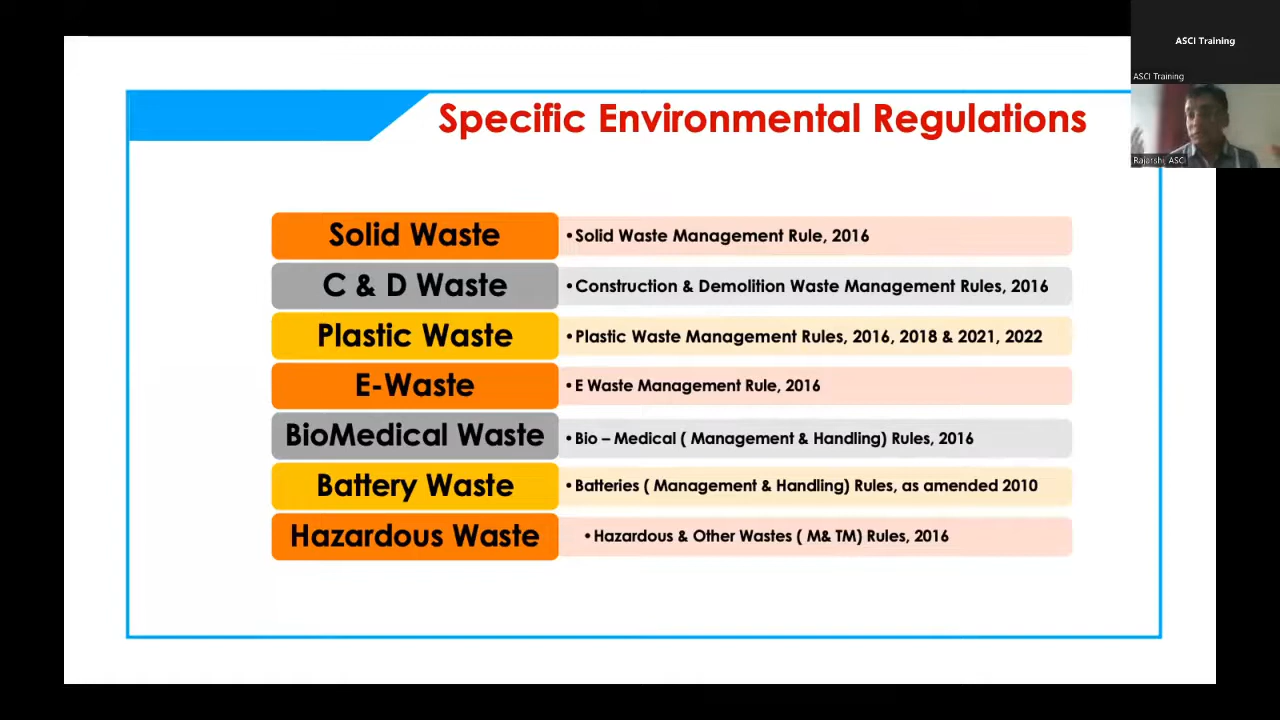 ASCI Training
ASCI Training
Rajarshi, ASCI
Specific Environmental Regulations
Solid Waste
• Solid Waste Management Rule, 2016
C & D Waste
• Construction & Demolition Waste Management Rules, 2016
Plastic Waste
• Plastic Waste Management Rules, 2016, 2018 & 2021, 2022
E-Waste
• E Waste Management Rule, 2016
BioMedical Waste
• Bio – Medical ( Management & Handling) Rules, 2016
Battery Waste
• Batteries ( Management & Handling) Rules, as amended 2010
Hazardous Waste
• Hazardous & Other Wastes ( M& TM) Rules, 2016